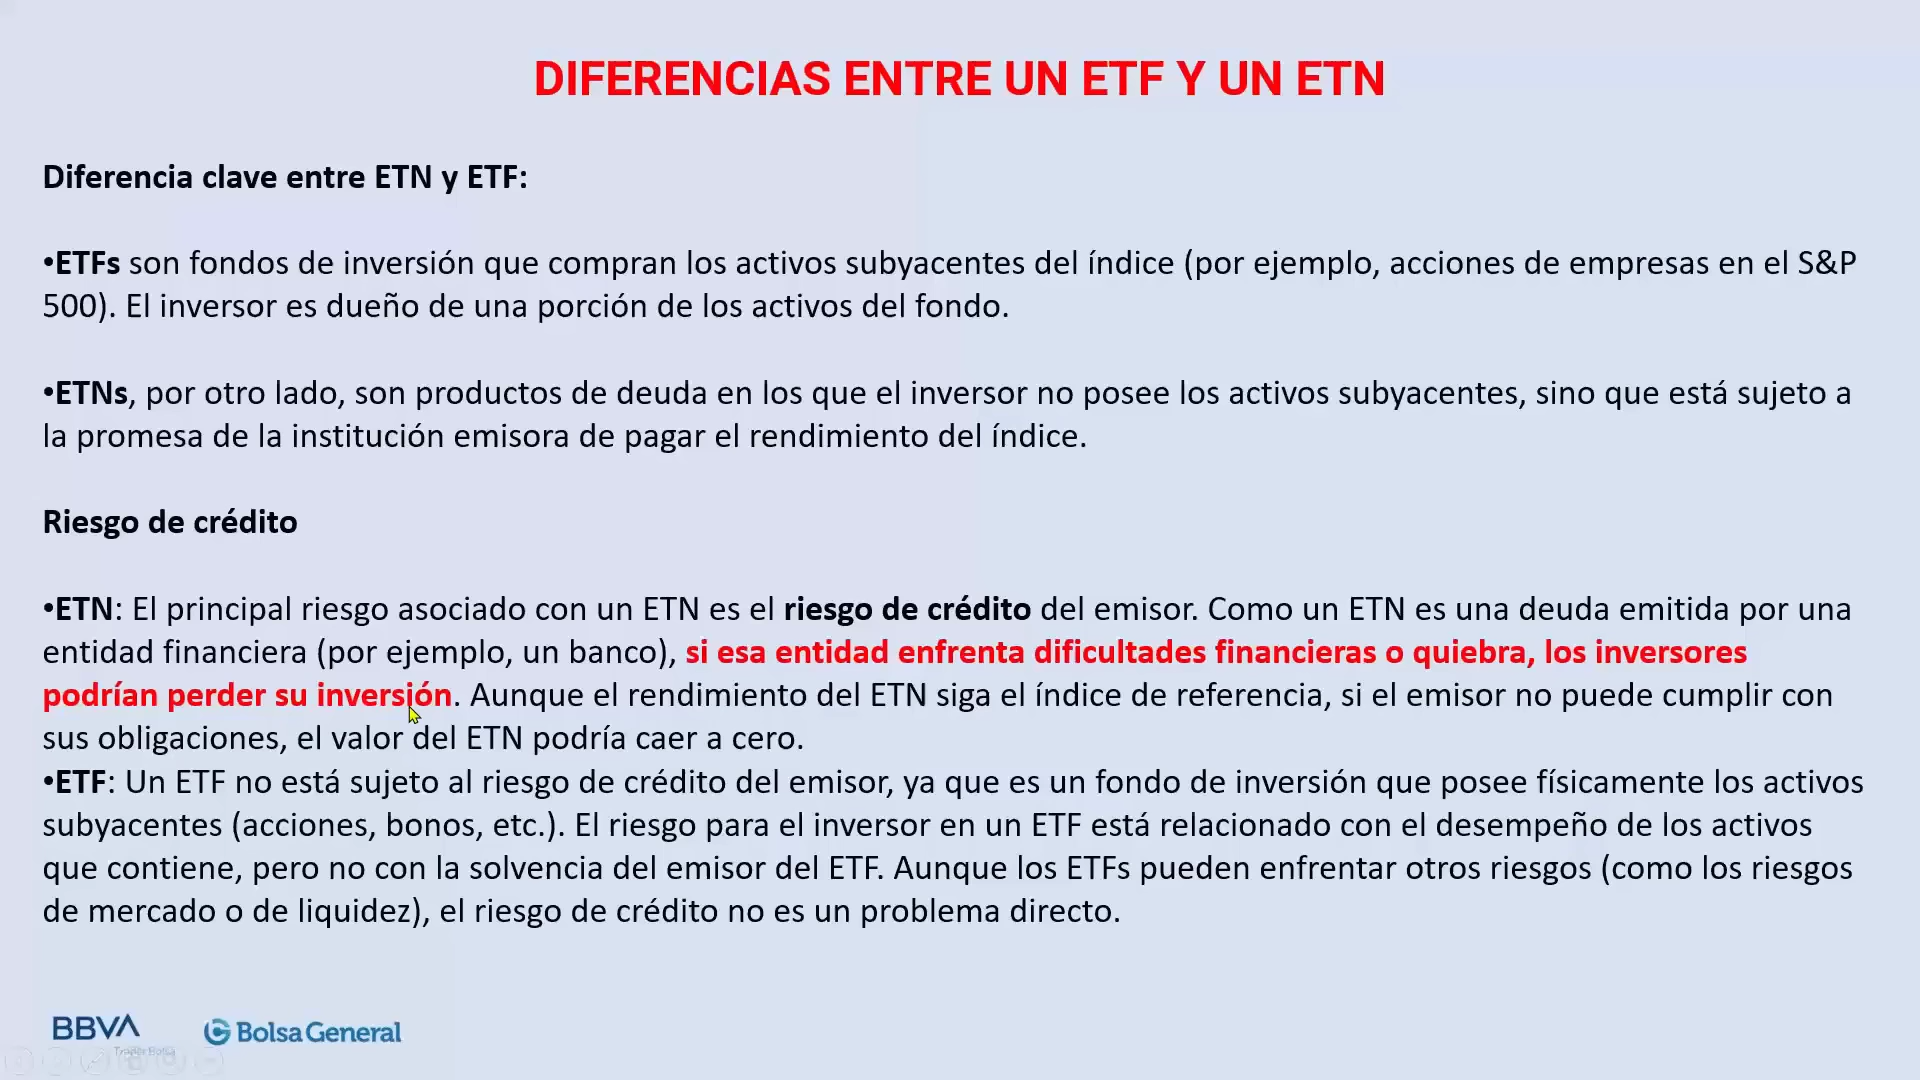 DIFERENCIAS ENTRE UN ETF Y UN ETN
Diferencia clave entre ETN y ETF:
•ETFs son fondos de inversión que compran los activos subyacentes del índice (por ejemplo, acciones de empresas en el S&P
500). El inversor es dueño de una porción de los activos del fondo.
•ETNs, por otro lado, son productos de deuda en los que el inversor no posee los activos subyacentes, sino que está sujeto a
la promesa de la institución emisora de pagar el rendimiento del índice.
Riesgo de crédito
•ETN: El principal riesgo asociado con un ETN es el riesgo de crédito del emisor. Como un ETN es una deuda emitida por una
entidad financiera (por ejemplo, un banco), si esa entidad enfrenta dificultades financieras o quiebra, los inversores
podrían perder su inversión. Aunque el rendimiento del ETN siga el índice de referencia, si el emisor no puede cumplir con
sus obligaciones, el valor del ETN podría caer a cero.
•ETF: Un ETF no está sujeto al riesgo de crédito del emisor, ya que es un fondo de inversión que posee físicamente los activos
subyacentes (acciones, bonos, etc.). El riesgo para el inversor en un ETF está relacionado con el desempeño de los activos
que contiene, pero no con la solvencia del emisor del ETF. Aunque los ETFs pueden enfrentar otros riesgos (como los riesgos
de mercado o de liquidez), el riesgo de crédito no es un problema directo.
BBVA Bolsa General
Trader Bolsa